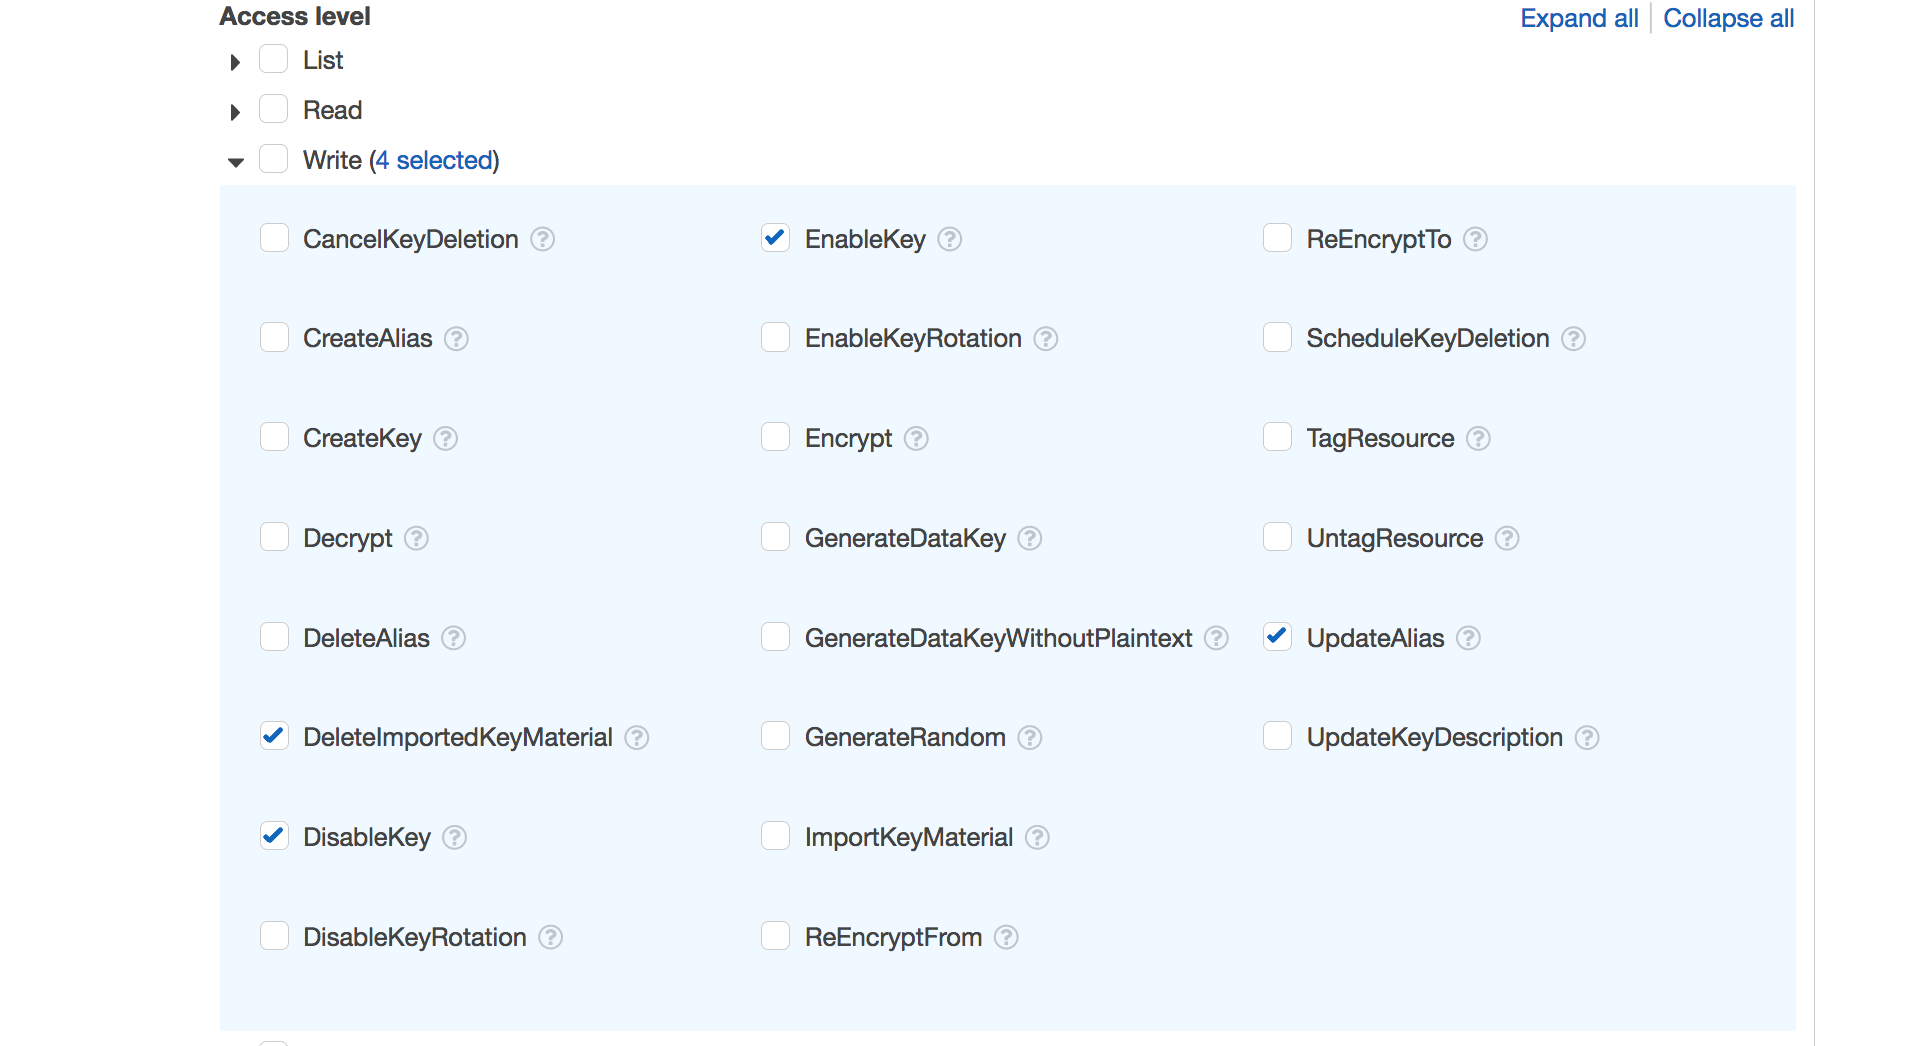 Access level
Expand all Collapse all
List
Read
Write (4 selected)
CancelKeyDeletion ? EnableKey ? ReEncryptTo ?
CreateAlias ? EnableKeyRotation ? ScheduleKeyDeletion ?
CreateKey ? Encrypt ? TagResource ?
Decrypt ? GenerateDataKey ? UntagResource ?
DeleteAlias ? GenerateDataKeyWithoutPlaintext ? UpdateAlias ?
DeleteImportedKeyMaterial ? GenerateRandom ? UpdateKeyDescription ?
DisableKey ? ImportKeyMaterial ?
DisableKeyRotation ? ReEncryptFrom ?